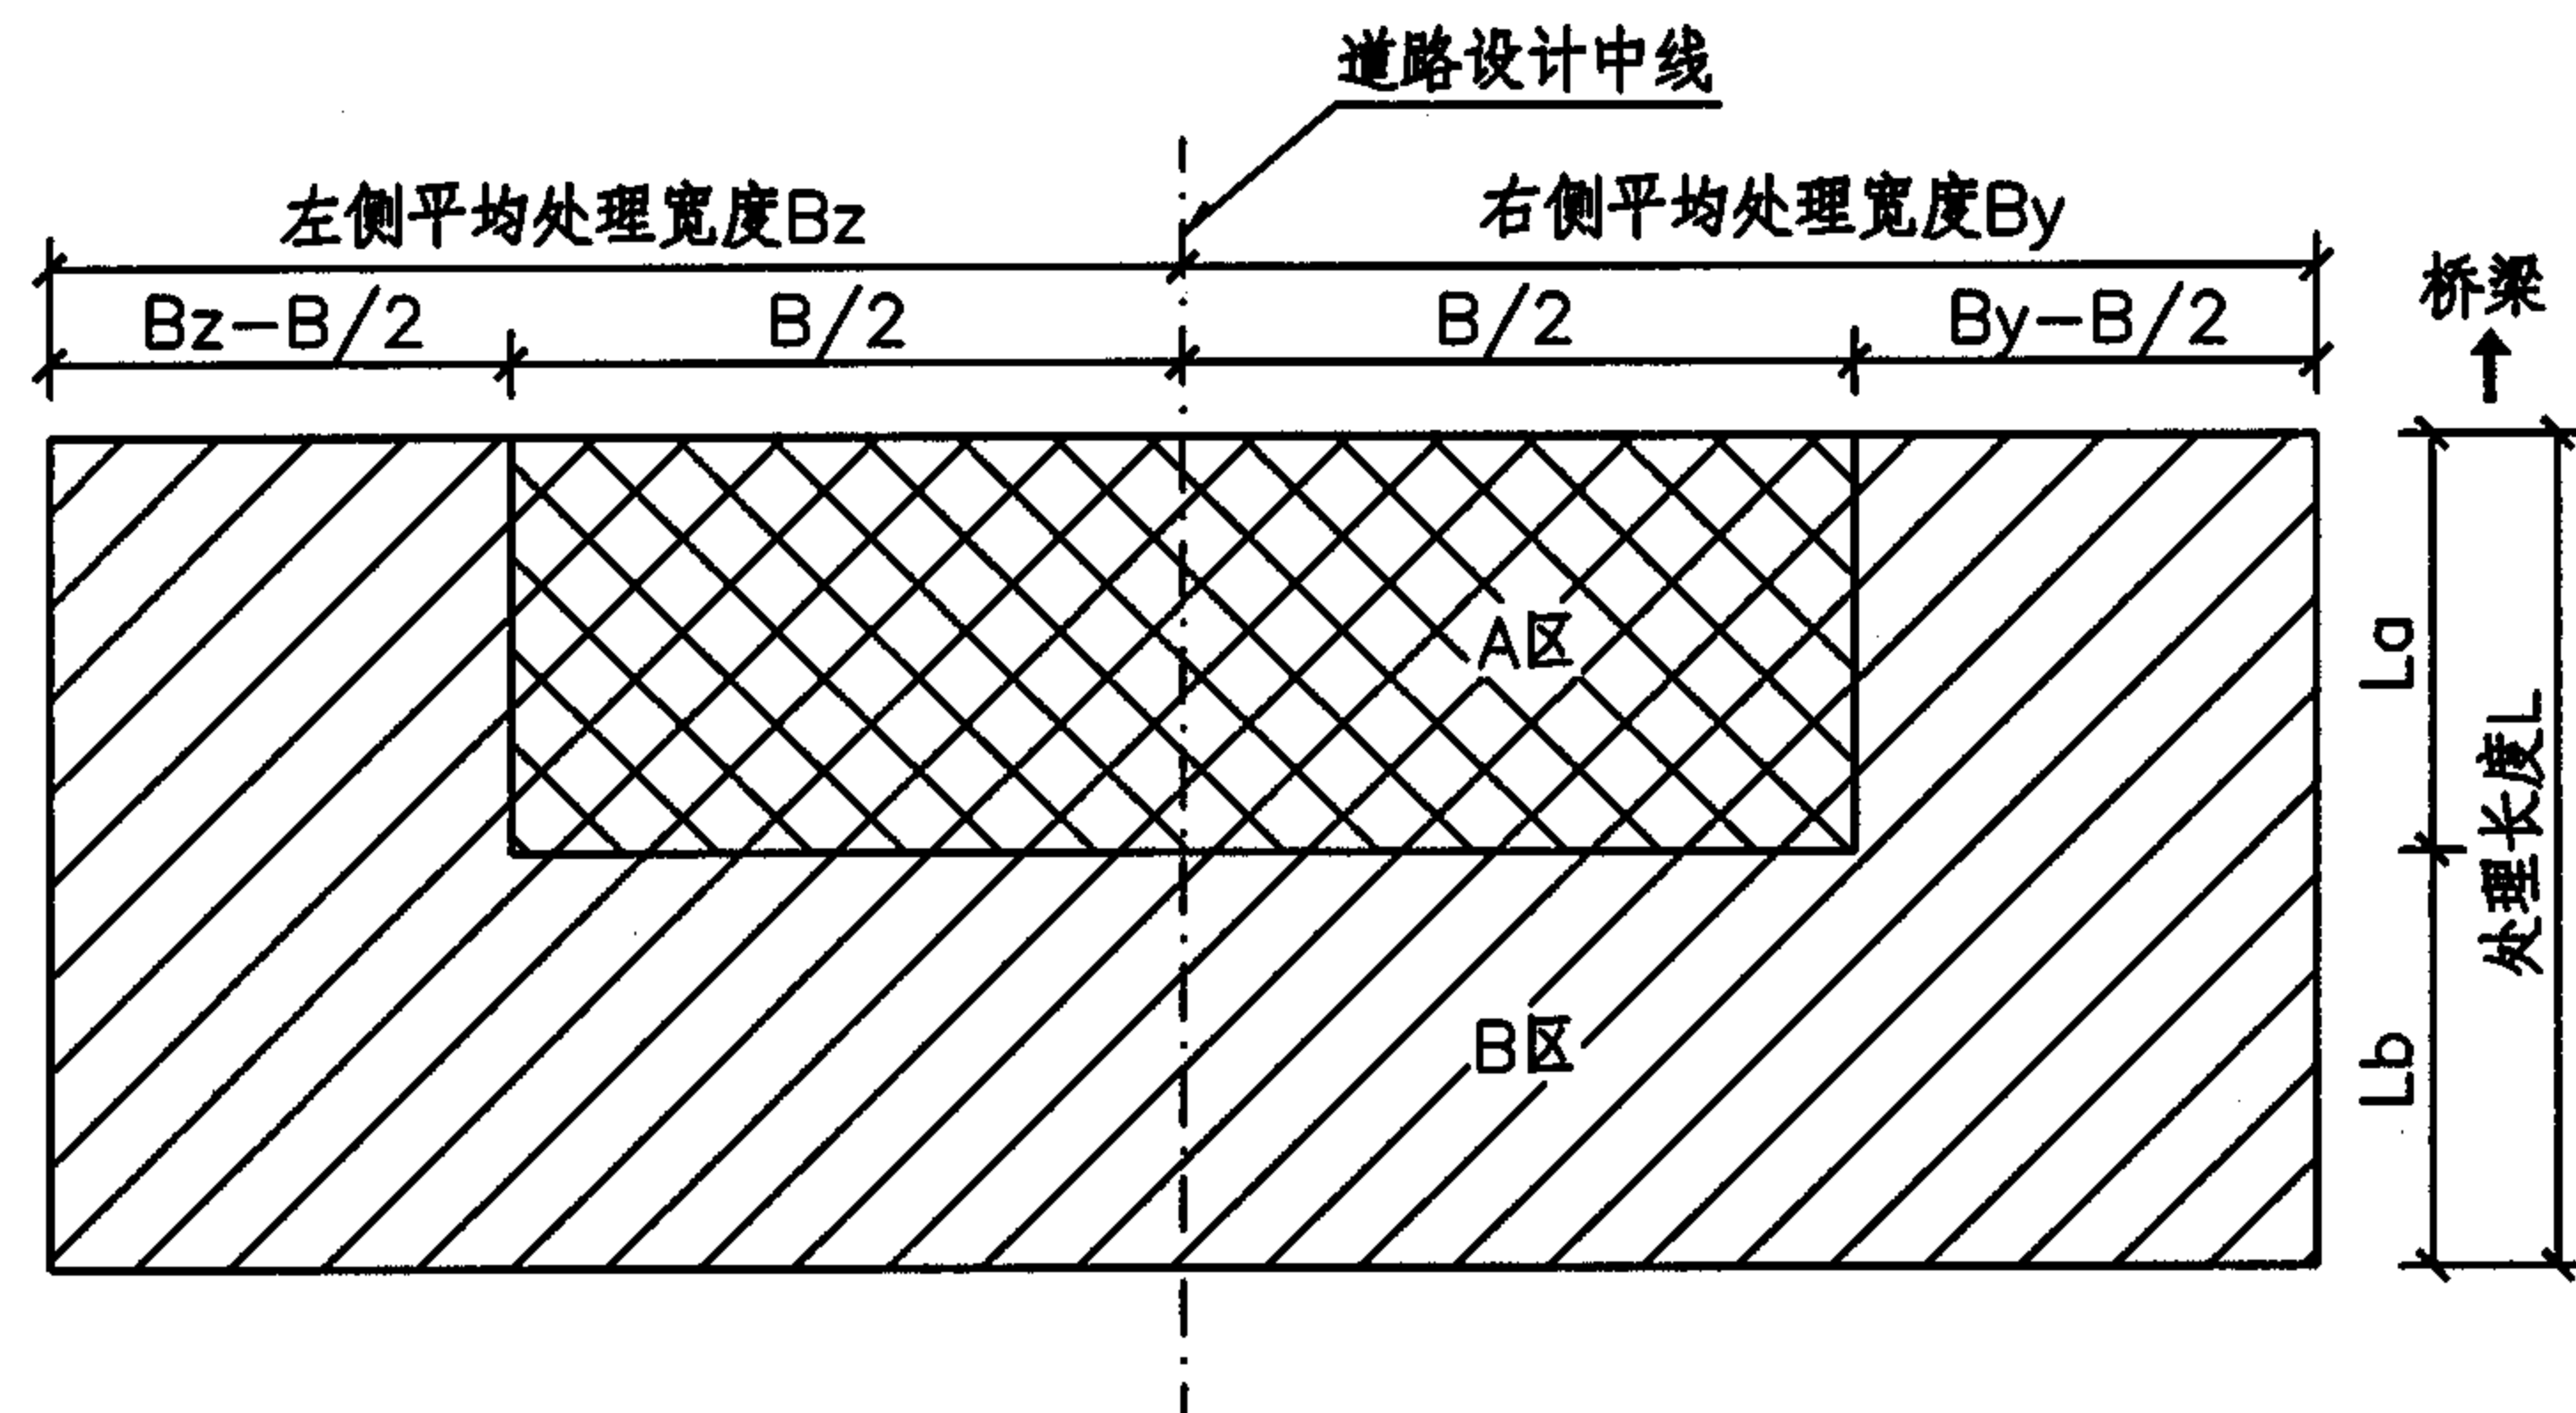 道路设计中线
左侧平均处理宽度Bz
右侧平均处理宽度By
桥梁
Bz-B/2
B/2
B/2
By-B/2
A区
La
处理长度L
B区
Lb